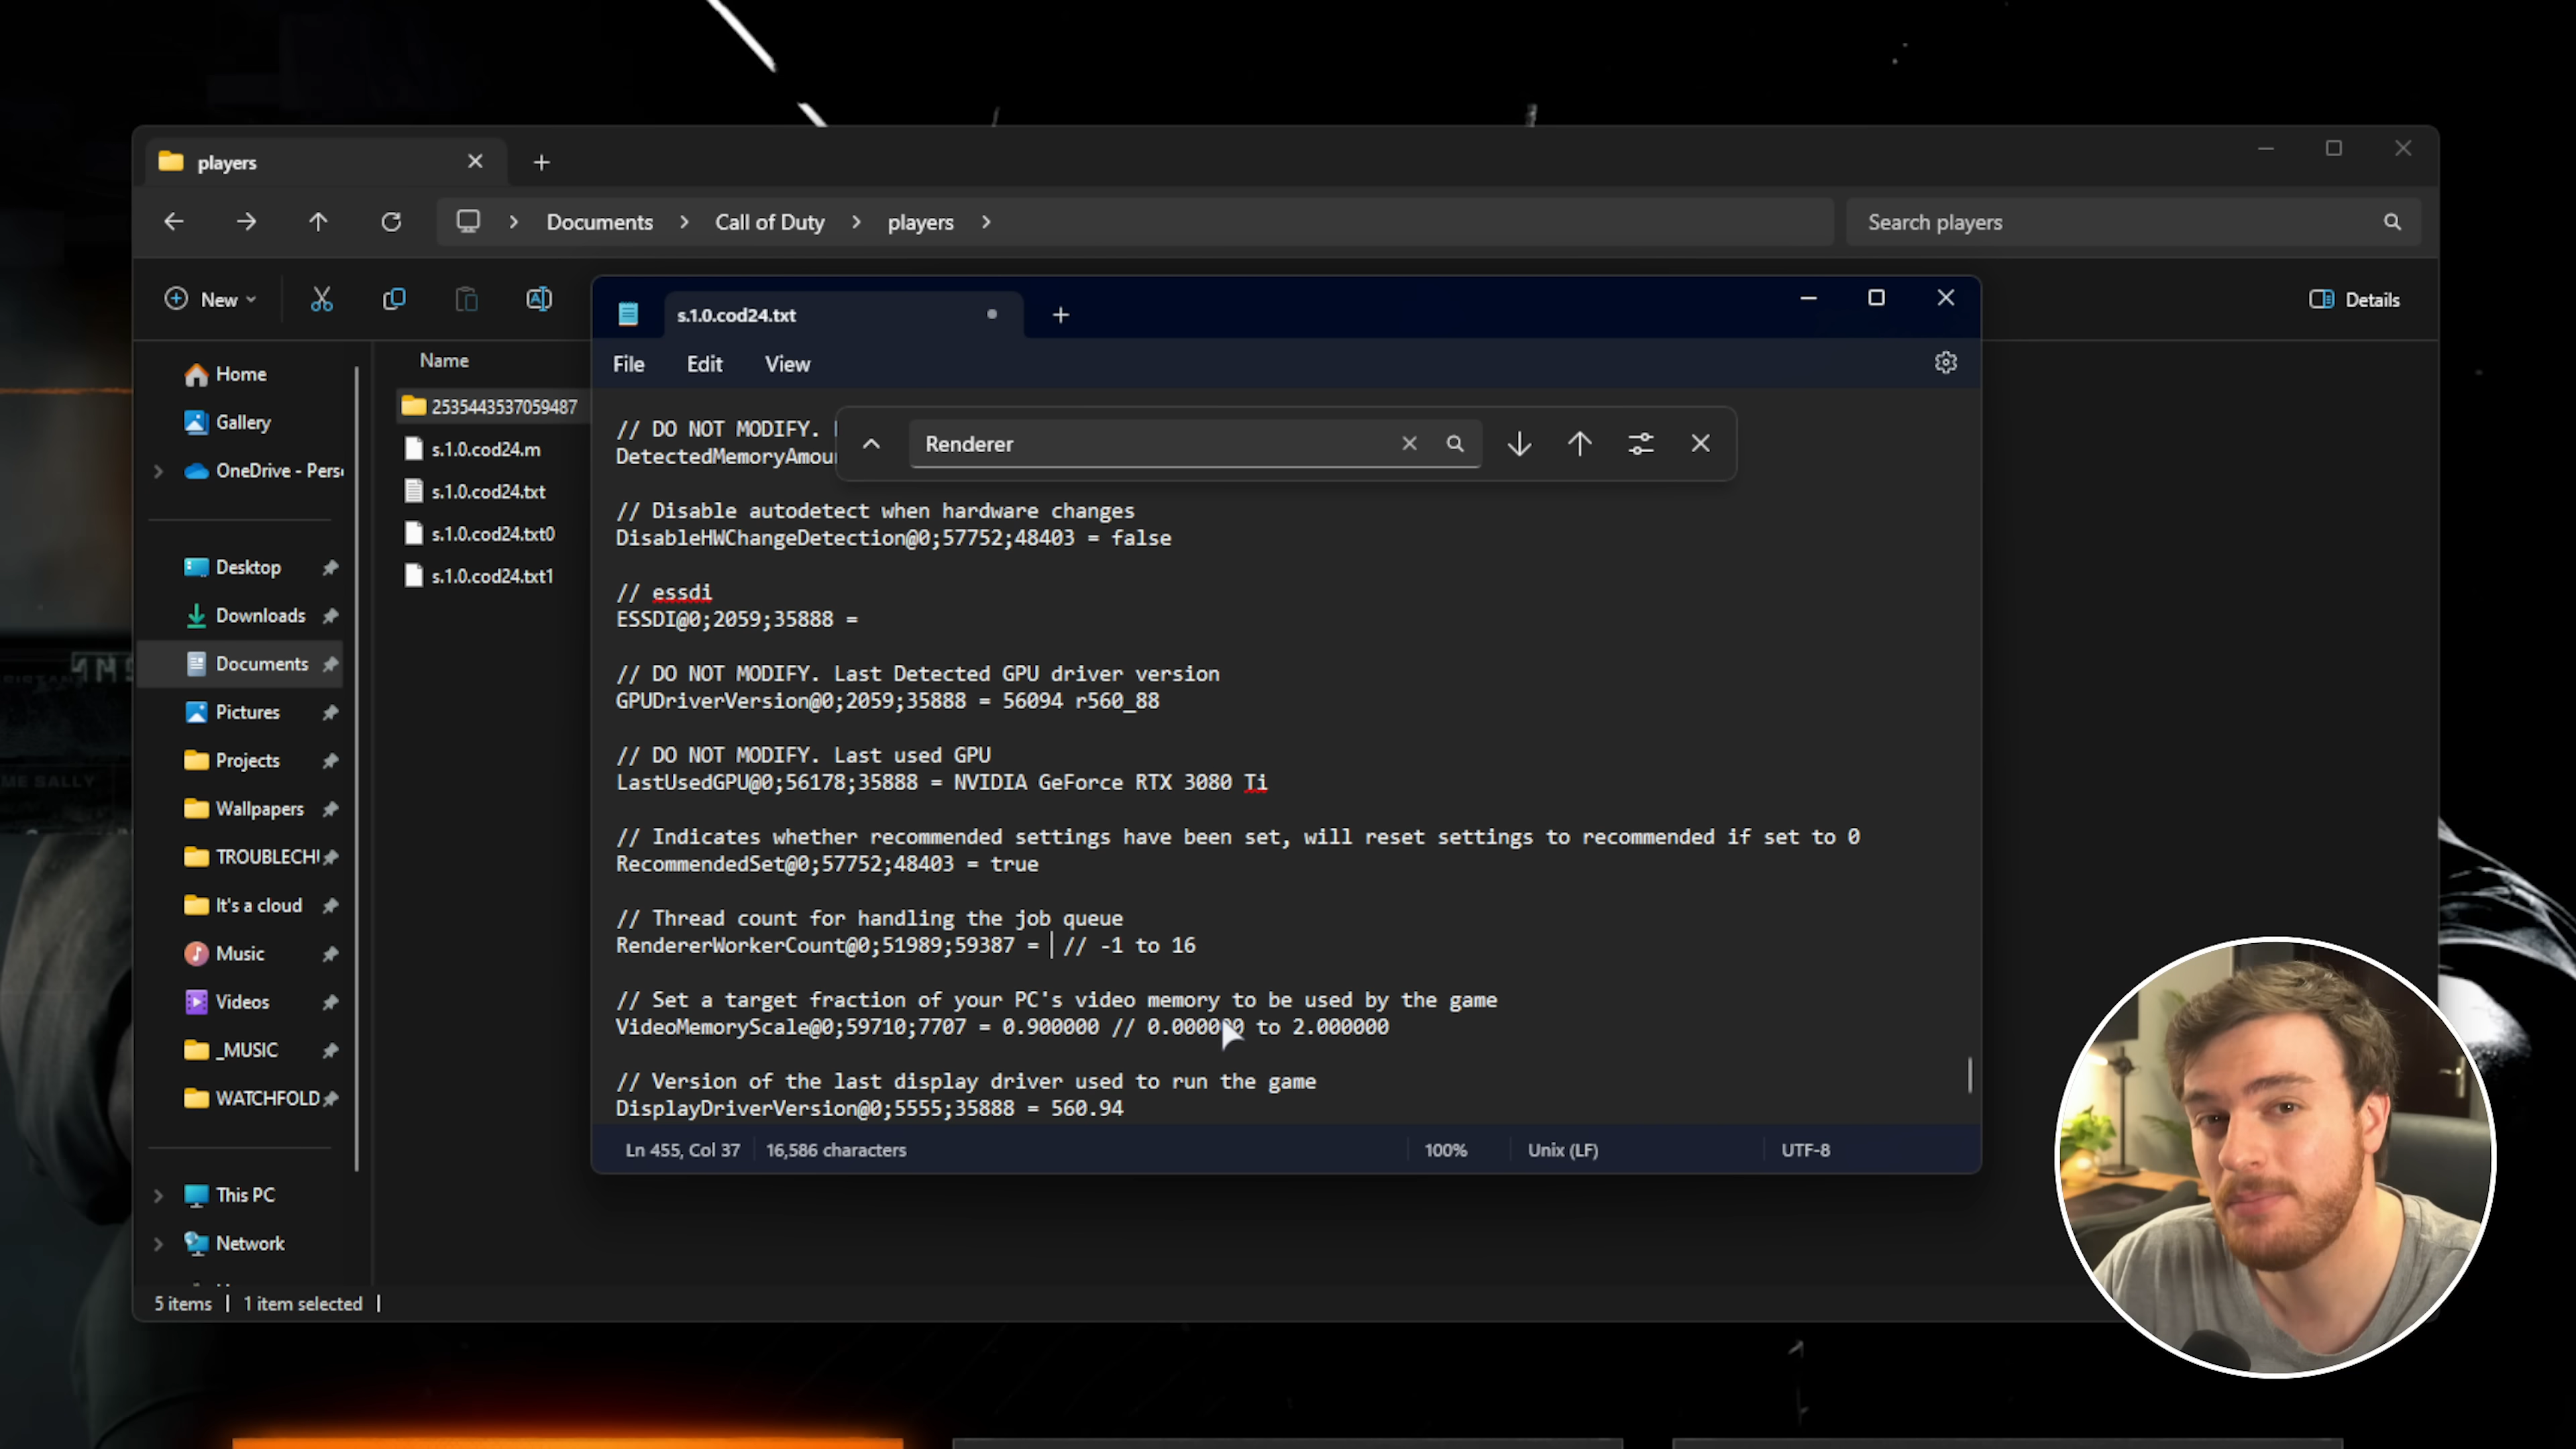 players
Documents
Call of Duty
players
Search players
New
Details
Name
2535443537059487
s.1.0.cod24.m
s.1.0.cod24.txt
s.1.0.cod24.txt0
s.1.0.cod24.txt1
Home
Gallery
OneDrive - Pers
Desktop
Downloads
Documents
Pictures
Projects
Wallpapers
TROUBLECH
It's a cloud
Music
Videos
_MUSIC
WATCHFOLD
This PC
Network
5 items
1 item selected
s.1.0.cod24.txt
File
Edit
View
Renderer
// DO NOT MODIFY.
DetectedMemoryAmou
// Disable autodetect when hardware changes
DisableHWChangeDetection@0;57752;48403 = false
// essdi
ESSDI@0;2059;35888 =
// DO NOT MODIFY. Last Detected GPU driver version
GPUDriverVersion@0;2059;35888 = 56094 r560_88
// DO NOT MODIFY. Last used GPU
LastUsedGPU@0;56178;35888 = NVIDIA GeForce RTX 3080 Ti
// Indicates whether recommended settings have been set, will reset settings to recommended if set to 0
RecommendedSet@0;57752;48403 = true
// Thread count for handling the job queue
RendererWorkerCount@0;51989;59387 = // -1 to 16
// Set a target fraction of your PC's video memory to be used by the game
VideoMemoryScale@0;59710;7707 = 0.900000 // 0.000000 to 2.000000
// Version of the last display driver used to run the game
DisplayDriverVersion@0;5555;35888 = 560.94
Ln 455, Col 37
16,586 characters
100%
Unix (LF)
UTF-8
ME SALLY